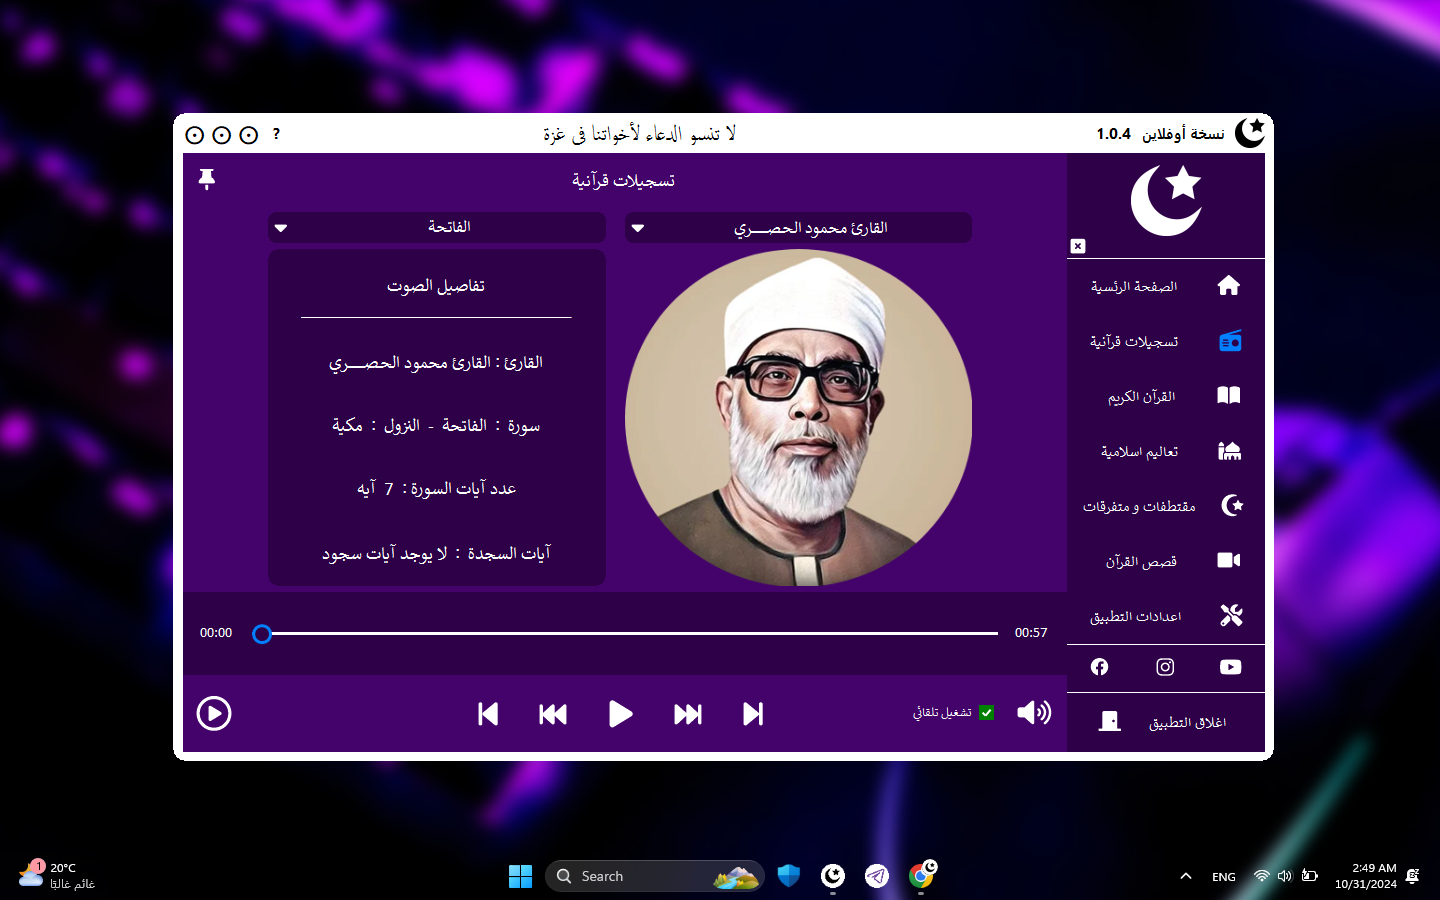 نسخة أوفلاين 1.0.4
لا تنسو الدعاء لأخواتنا فى غزة
?
تسجيلات قرآنية
القارئ محمود الحصـــري
الفاتحة
تفاصيل الصوت
القارئ : القارئ محمود الحصـــري
سورة : الفاتحة - النزول : مكية
عدد آيات السورة : 7 آيه
آيات السجدة : لا يوجد آيات سجود
الصفحة الرئسية
تسجيلات قرآنية
القرآن الكريم
تعاليم اسلامية
مقتطفات و متفرقات
قصص القرآن
اعدادات التطبيق
اغلاق التطبيق
00:00
00:57
تشغيل تلقائي
1
20°C
غائم غالبًا
Search
ENG
2:49 AM
10/31/2024